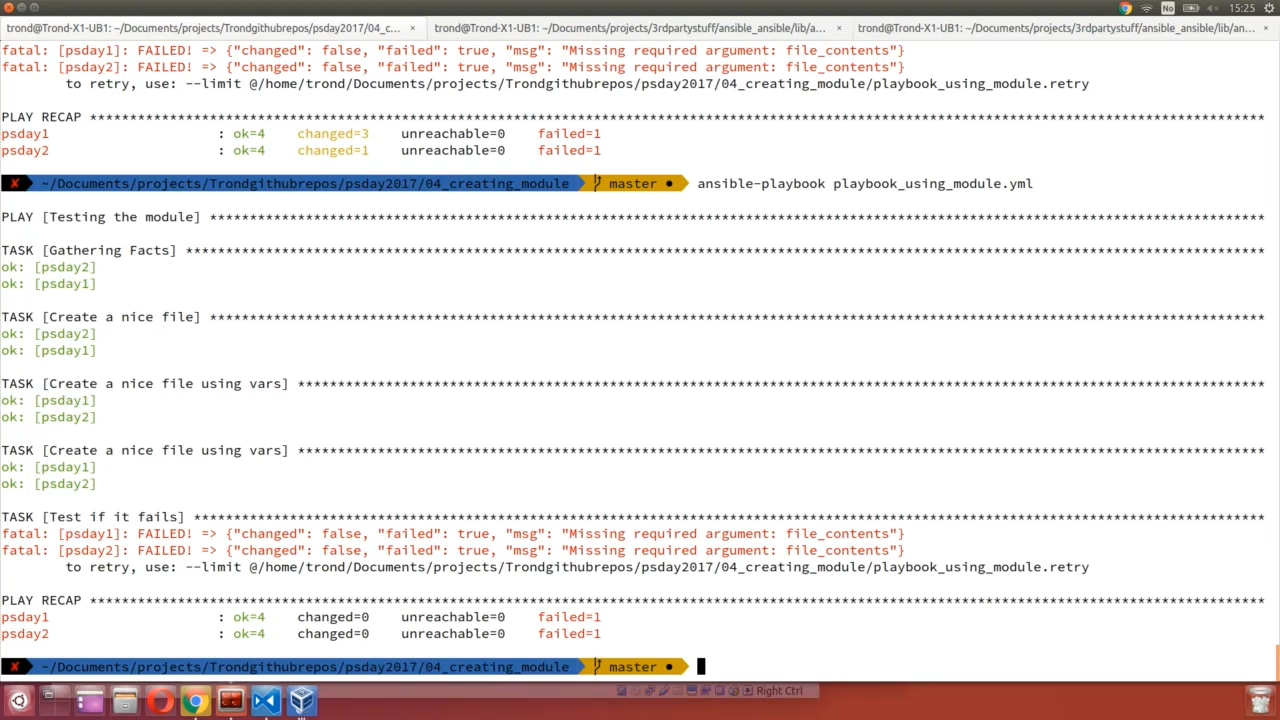 No
15:25
trond@Trond-X1-UB1: ~/Documents/projects/Trondgithubrepos/psday2017/04_c... × trond@Trond-X1-UB1: ~/Documents/projects/3rdpartystuff/ansible_ansible/lib/a... × trond@Trond-X1-UB1: ~/Documents/projects/3rdpartystuff/ansible_ansible/lib/an... ×
fatal: [psday1]: FAILED! => {"changed": false, "failed": true, "msg": "Missing required argument: file_contents"}
fatal: [psday2]: FAILED! => {"changed": false, "failed": true, "msg": "Missing required argument: file_contents"}
to retry, use: --limit @/home/trond/Documents/projects/Trondgithubrepos/psday2017/04_creating_module/playbook_using_module.retry
PLAY RECAP *************************************************************************************************************************************************
psday1 : ok=4 changed=3 unreachable=0 failed=1
psday2 : ok=4 changed=1 unreachable=0 failed=1
✘ ~/Documents/projects/Trondgithubrepos/psday2017/04_creating_module master ● ansible-playbook playbook_using_module.yml
PLAY [Testing the module] **********************************************************************************************************************************
TASK [Gathering Facts] *************************************************************************************************************************************
ok: [psday2]
ok: [psday1]
TASK [Create a nice file] **********************************************************************************************************************************
ok: [psday2]
ok: [psday1]
TASK [Create a nice file using vars] ***********************************************************************************************************************
ok: [psday1]
ok: [psday2]
TASK [Create a nice file using vars] ***********************************************************************************************************************
ok: [psday1]
ok: [psday2]
TASK [Test if it fails] ************************************************************************************************************************************
fatal: [psday1]: FAILED! => {"changed": false, "failed": true, "msg": "Missing required argument: file_contents"}
fatal: [psday2]: FAILED! => {"changed": false, "failed": true, "msg": "Missing required argument: file_contents"}
to retry, use: --limit @/home/trond/Documents/projects/Trondgithubrepos/psday2017/04_creating_module/playbook_using_module.retry
PLAY RECAP *************************************************************************************************************************************************
psday1 : ok=4 changed=0 unreachable=0 failed=1
psday2 : ok=4 changed=0 unreachable=0 failed=1
✘ ~/Documents/projects/Trondgithubrepos/psday2017/04_creating_module master ●
Right Ctrl